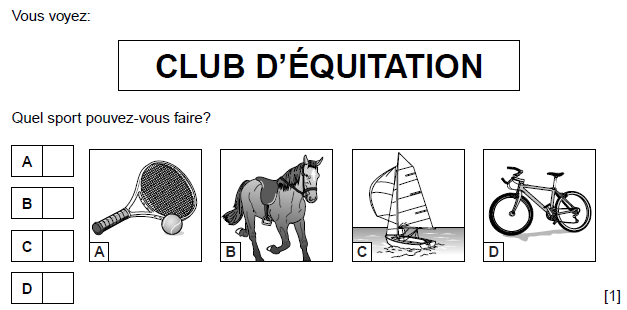 Vous voyez:
CLUB D'ÉQUITATION
Quel sport pouvez-vous faire?
A
B
C
D
A
B
C
D
[1]